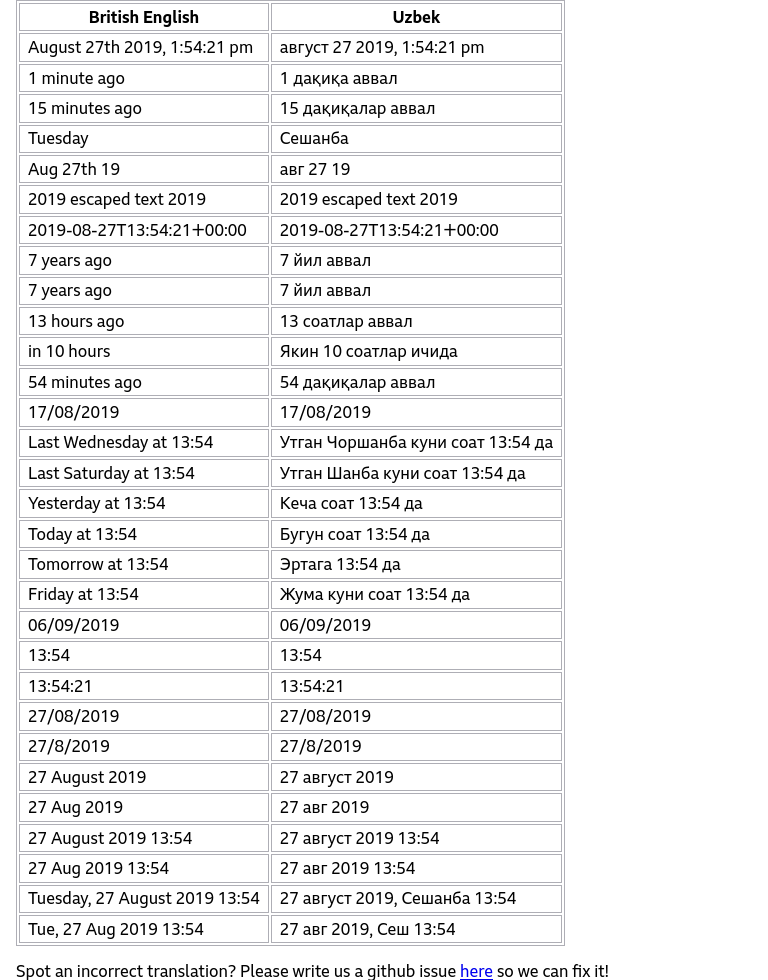 British English Uzbek
August 27th 2019, 1:54:21 pm август 27 2019, 1:54:21 pm
1 minute ago 1 дақиқа аввал
15 minutes ago 15 дақиқалар аввал
Tuesday Сешанба
Aug 27th 19 авг 27 19
2019 escaped text 2019 2019 escaped text 2019
2019-08-27T13:54:21+00:00 2019-08-27T13:54:21+00:00
7 years ago 7 йил аввал
7 years ago 7 йил аввал
13 hours ago 13 соатлар аввал
in 10 hours Якин 10 соатлар ичида
54 minutes ago 54 дақиқалар аввал
17/08/2019 17/08/2019
Last Wednesday at 13:54 Утган Чоршанба куни соат 13:54 да
Last Saturday at 13:54 Утган Шанба куни соат 13:54 да
Yesterday at 13:54 Кеча соат 13:54 да
Today at 13:54 Бугун соат 13:54 да
Tomorrow at 13:54 Эртага 13:54 да
Friday at 13:54 Жума куни соат 13:54 да
06/09/2019 06/09/2019
13:54 13:54
13:54:21 13:54:21
27/08/2019 27/08/2019
27/8/2019 27/8/2019
27 August 2019 27 август 2019
27 Aug 2019 27 авг 2019
27 August 2019 13:54 27 август 2019 13:54
27 Aug 2019 13:54 27 авг 2019 13:54
Tuesday, 27 August 2019 13:54 27 август 2019, Сешанба 13:54
Tue, 27 Aug 2019 13:54 27 авг 2019, Сеш 13:54
Spot an incorrect translation? Please write us a github issue here so we can fix it!